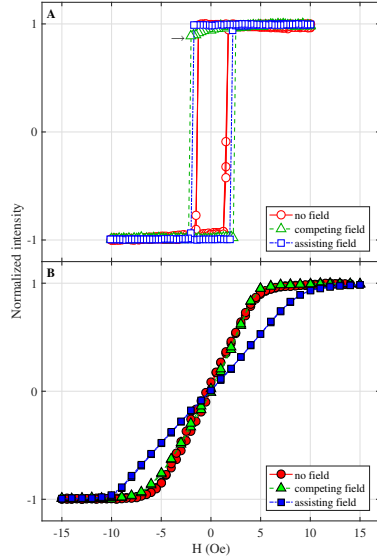 A
1
0
-1
no field
competing field
assisting field
Normalized intensity
B
1
0
-1
no field
competing field
assisting field
-15 -10 -5 0 5 10 15
H (Oe)